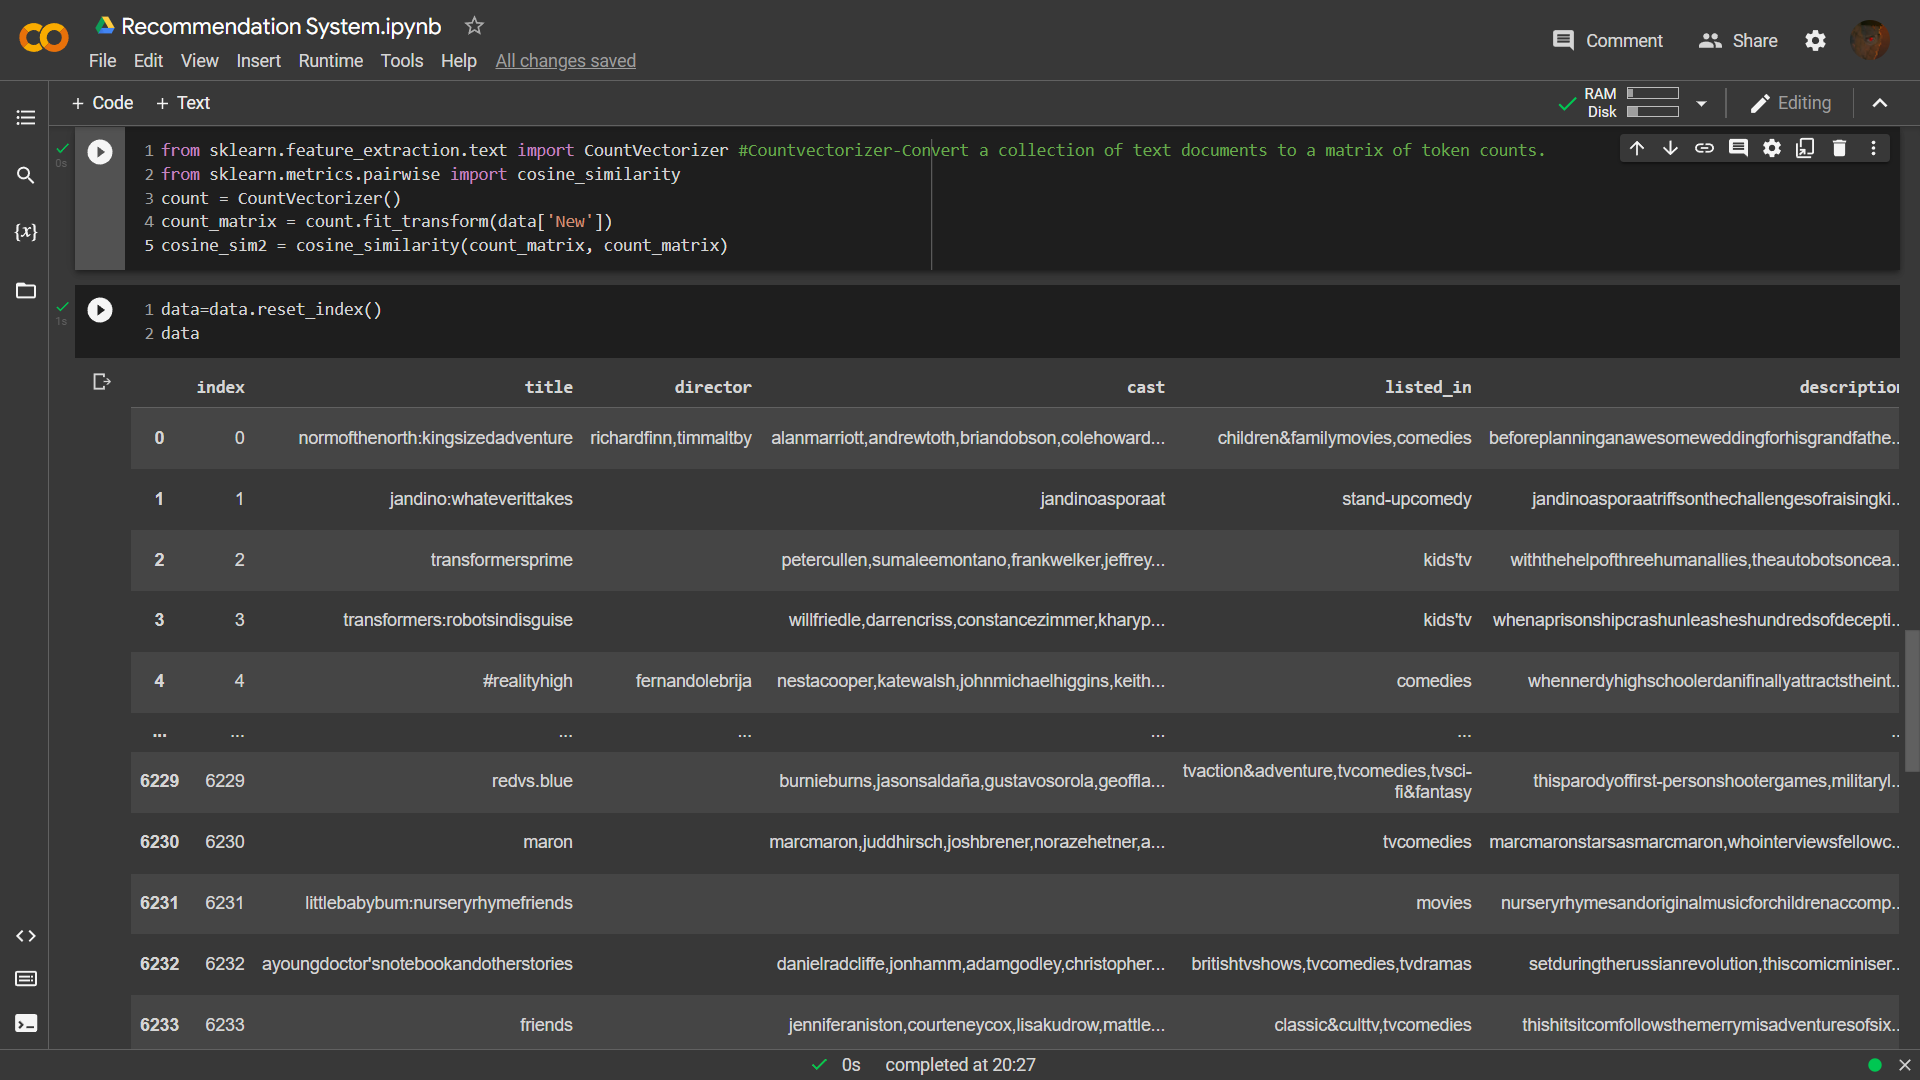 Recommendation System.ipynb
File Edit View Insert Runtime Tools Help All changes saved
Comment Share
+ Code + Text
RAM
Disk
Editing
0s
1 from sklearn.feature_extraction.text import CountVectorizer #Countvectorizer-Convert a collection of text documents to a matrix of token counts.
2 from sklearn.metrics.pairwise import cosine_similarity
3 count = CountVectorizer()
4 count_matrix = count.fit_transform(data['New'])
5 cosine_sim2 = cosine_similarity(count_matrix, count_matrix)
1s
1 data=data.reset_index()
2 data
index title director cast listed_in description
0 0 normofthenorth:kingsizedadventure richardfinn,timmaltby alanmarriott,andrewtoth,briandobson,colehoward... children&familymovies,comedies beforeplanninganawesomeweddingforhisgrandfathe...
1 1 jandino:whateverittakes jandinoasporaat stand-upcomedy jandinoasporaatriffsonthechallengesofraisingki...
2 2 transformersprime petercullen,sumaleemontano,frankwelker,jeffrey... kids'tv withthehelpofthreehumanallies,theautobotsoncea...
3 3 transformers:robotsindisguise willfriedle,darrencriss,constancezimmer,kharyp... kids'tv whenaprisonshipcrashunleasheshundredsofdecepti...
4 4 #realityhigh fernandolebrija nestacooper,katewalsh,johnmichaelhiggins,keith... comedies whennerdyhighschoolerdanifinallyattractstheint...
... ... ... ... ... ... ...
6229 6229 redvs.blue burnieburns,jasonsaldaña,gustavosorola,geoffla... tvaction&adventure,tvcomedies,tvsci-
fi&fantasy thisparodyoffirst-personshootergames,militaryl...
6230 6230 maron marcmaron,juddhirsch,joshbrener,norazehetner,a... tvcomedies marcmaronstarsasmarcmaron,whointerviewsfellowc...
6231 6231 littlebabybum:nurseryrhymefriends movies nurseryrhymesandoriginalmusicforchildrenaccomp...
6232 6232 ayoungdoctor'snotebookandotherstories danielradcliffe,jonhamm,adamgodley,christopher... britishtvshows,tvcomedies,tvdramas setduringtherussianrevolution,thiscomicminiser...
6233 6233 friends jenniferaniston,courteneycox,lisakudrow,mattle... classic&culttv,tvcomedies thishitsitcomfollowsthemerrymisadventuresofsix...
0s completed at 20:27